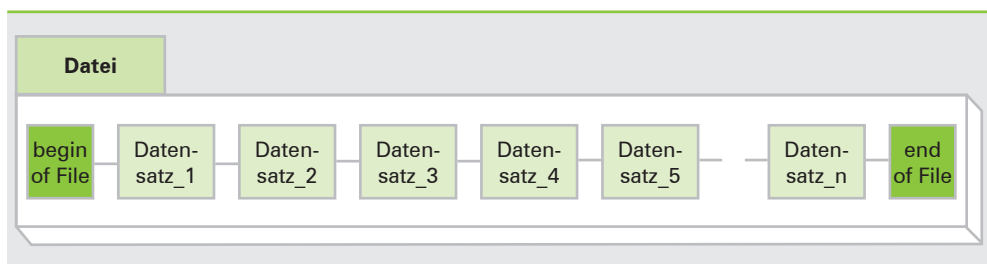 Datei
begin
of File
Daten-
satz_1
Daten-
satz_2
Daten-
satz_3
Daten-
satz_4
Daten-
satz_5
Daten-
satz_n
end
of File